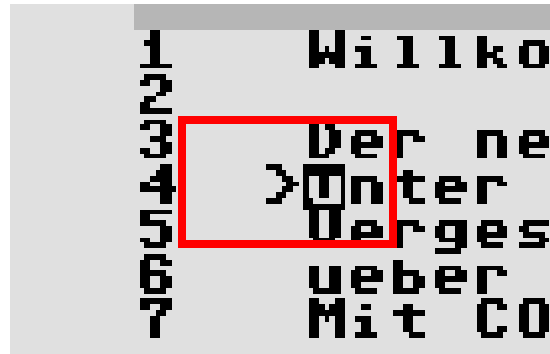 1 Willko
2
3 Der ne
4 >Unter
5 Verges
6 ueber
7 Mit CO